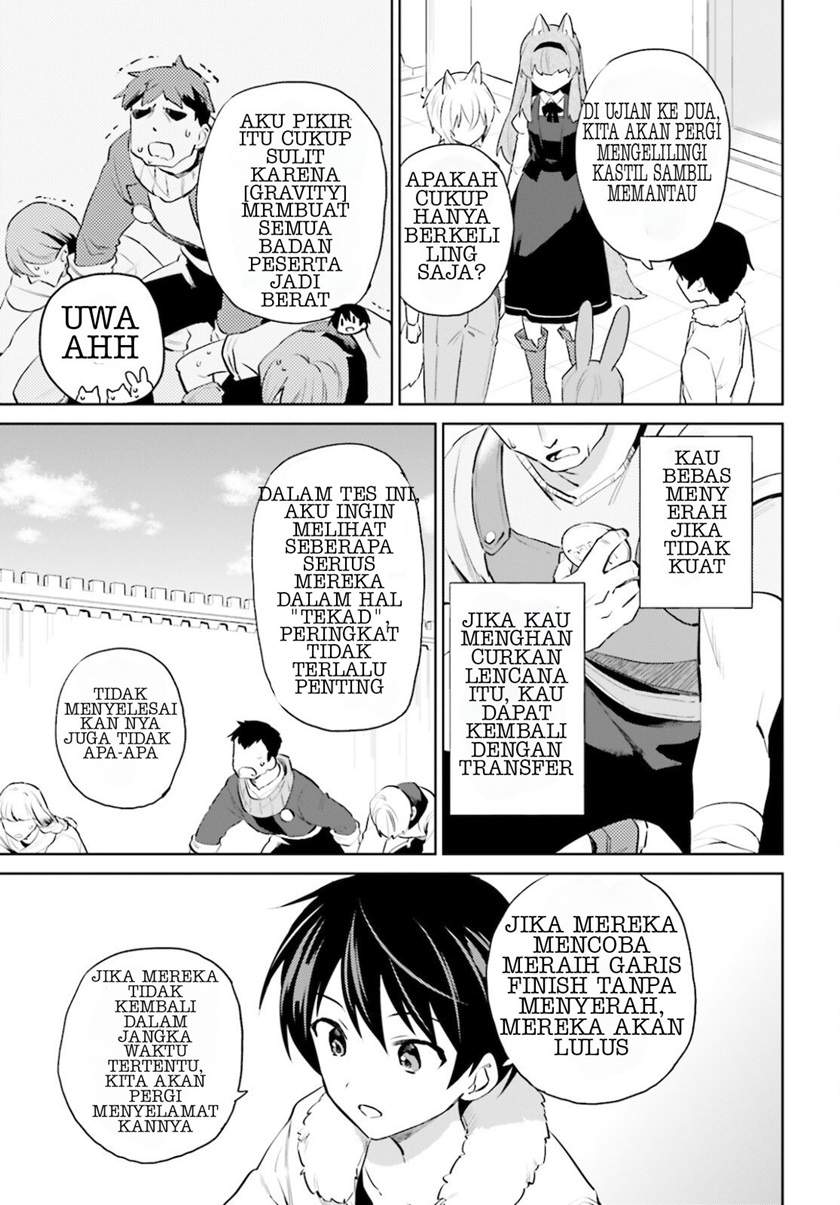 DI UJIAN KE DUA,
KITA AKAN PERGI
MENGELILINGI
KASTIL SAMBIL
MEMANTAU
APAKAH
CUKUP
HANYA
BERKELI
LING
SAJA?
AKU PIKIR
ITU CUKUP
SULIT
KARENA
[GRAVITY]
MRMBUAT
SEMUA
BADAN
PESERTA
JADI
BERAT
UWA
AHH
KAU
BEBAS
MENY
ERAH
JIKA
TIDAK
KUAT
JIKA KAU
MENGHAN
CURKAN
LENCANA
ITU, KAU
DAPAT
KEMBALI
DENGAN
TRANSFER
DALAM TES INI,
AKU INGIN
MELIHAT
SEBERAPA
SERIUS
MEREKA
DALAM HAL
"TEKAD",
PERINGKAT
TIDAK
TERLALU
PENTING
TIDAK
MENYELESAI
KAN NYA
JUGA TIDAK
APA-APA
JIKA MEREKA
MENCOBA
MERAIH GARIS
FINISH TANPA
MENYERAH,
MEREKA AKAN
LULUS
JIKA MEREKA
TIDAK
KEMBALI
DALAM
JANGKA
WAKTU
TERTENTU,
KITA AKAN
PERGI
MENYELAMAT
KANNYA